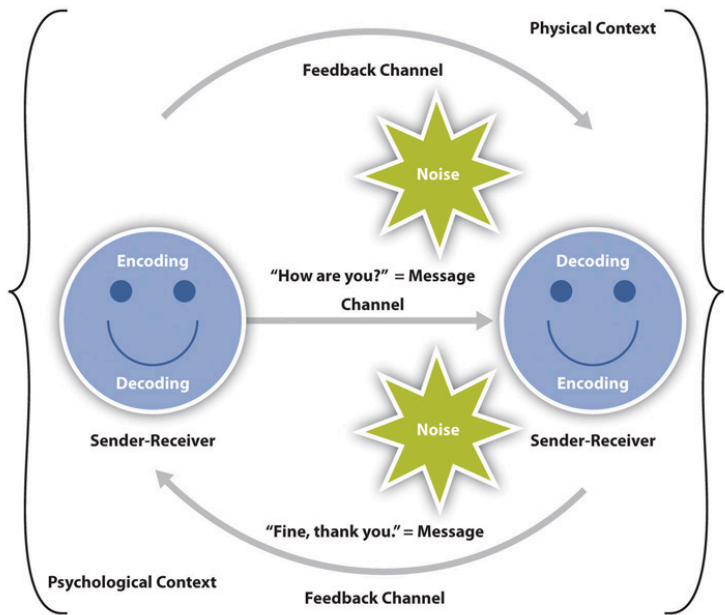 Physical Context
Feedback Channel
Noise
Encoding
Decoding
“How are you?” = Message
Channel
Decoding
Encoding
Noise
Sender-Receiver
Sender-Receiver
“Fine, thank you.” = Message
Psychological Context
Feedback Channel